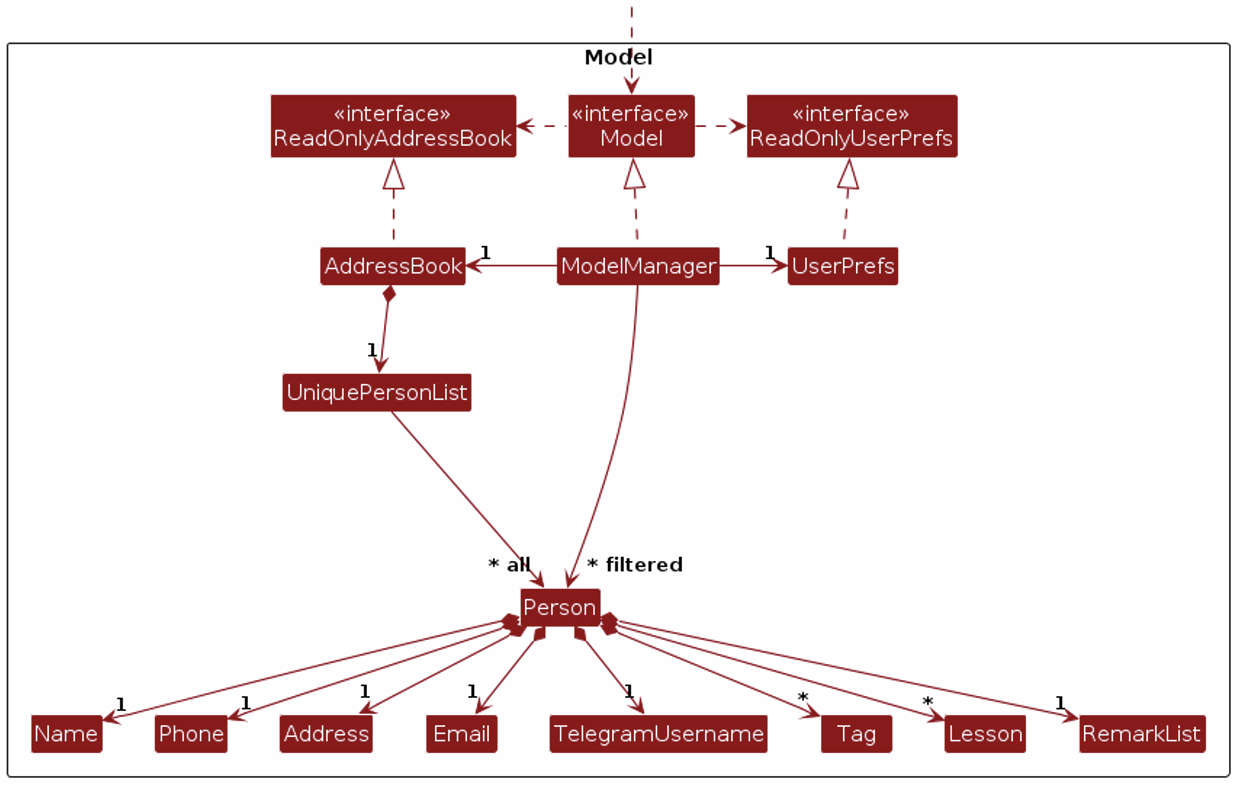 Model
«interface»
ReadOnlyAddressBook
«interface»
Model
«interface»
ReadOnlyUserPrefs
AddressBook
1
ModelManager
1
UserPrefs
1
UniquePersonList
* all
* filtered
Person
1
1
1
1
1
*
*
1
Name
Phone
Address
Email
TelegramUsername
Tag
Lesson
RemarkList